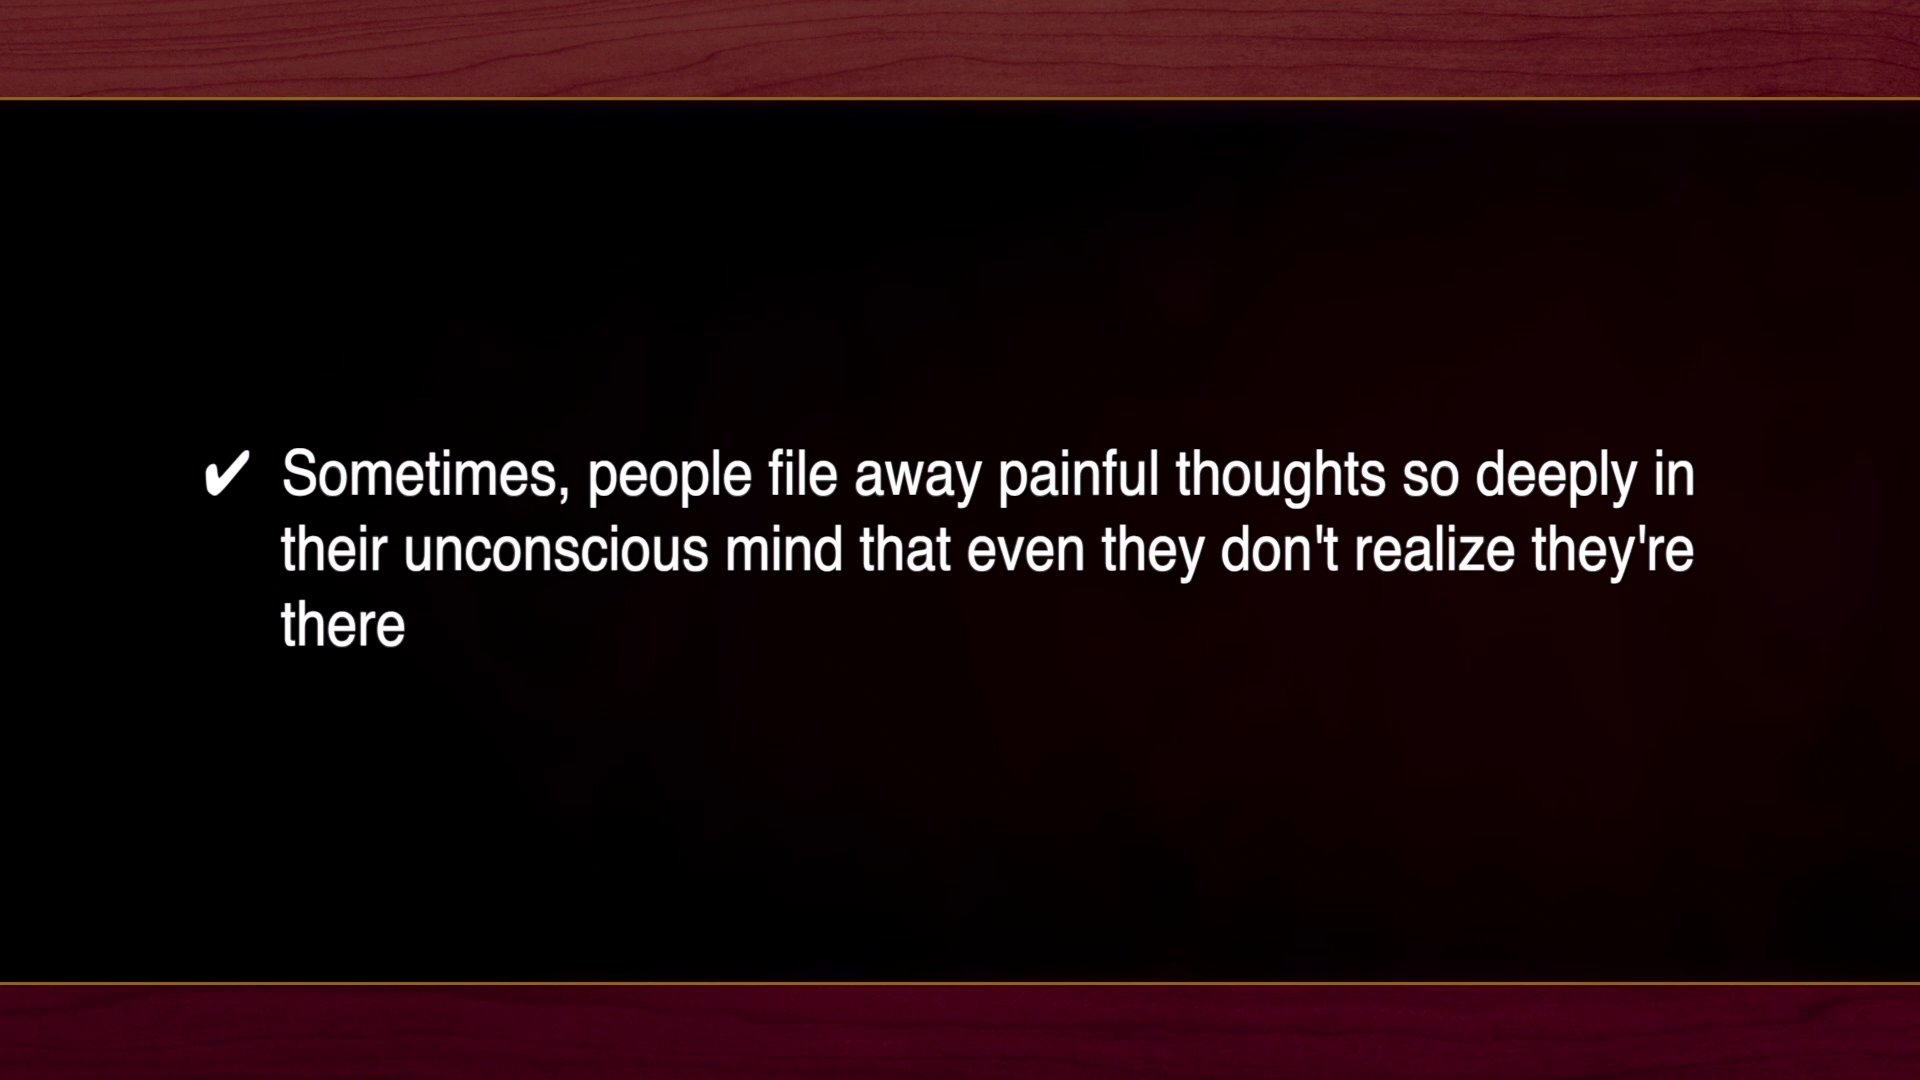 ✔ Sometimes, people file away painful thoughts so deeply in
their unconscious mind that even they don't realize they're
there